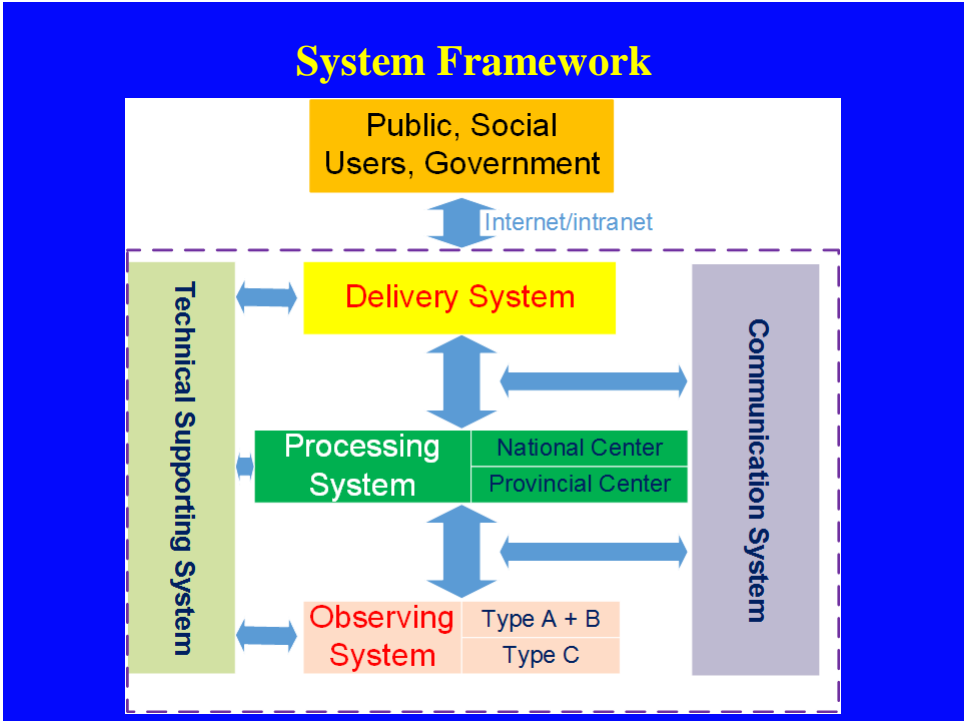 System Framework
Public, Social
Users, Government
Internet/intranet
Technical Supporting System
Delivery System
Communication System
Processing
System
National Center
Provincial Center
Observing
System
Type A + B
Type C